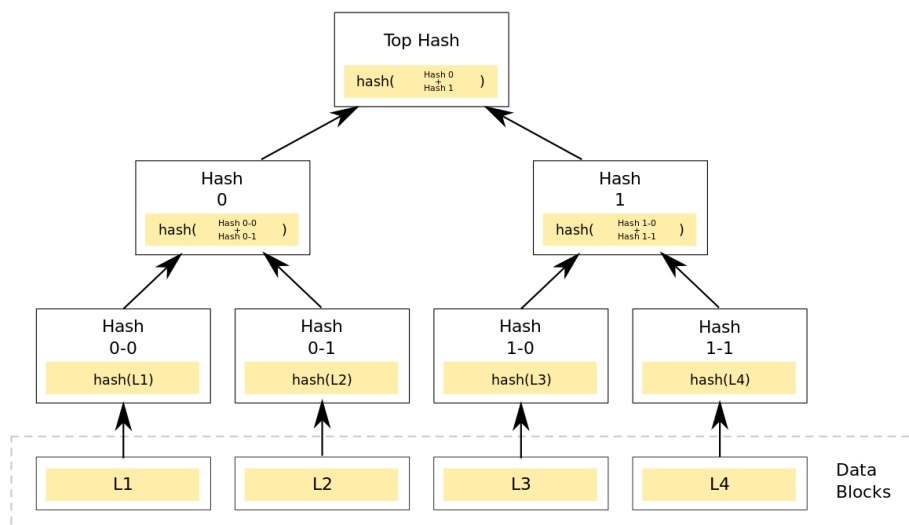 Top Hash
hash( Hash 0 + Hash 1 )
Hash
0
hash( Hash 0-0 + Hash 0-1 )
Hash
1
hash( Hash 1-0 + Hash 1-1 )
Hash
0-0
hash(L1)
Hash
0-1
hash(L2)
Hash
1-0
hash(L3)
Hash
1-1
hash(L4)
L1
L2
L3
L4
Data
Blocks